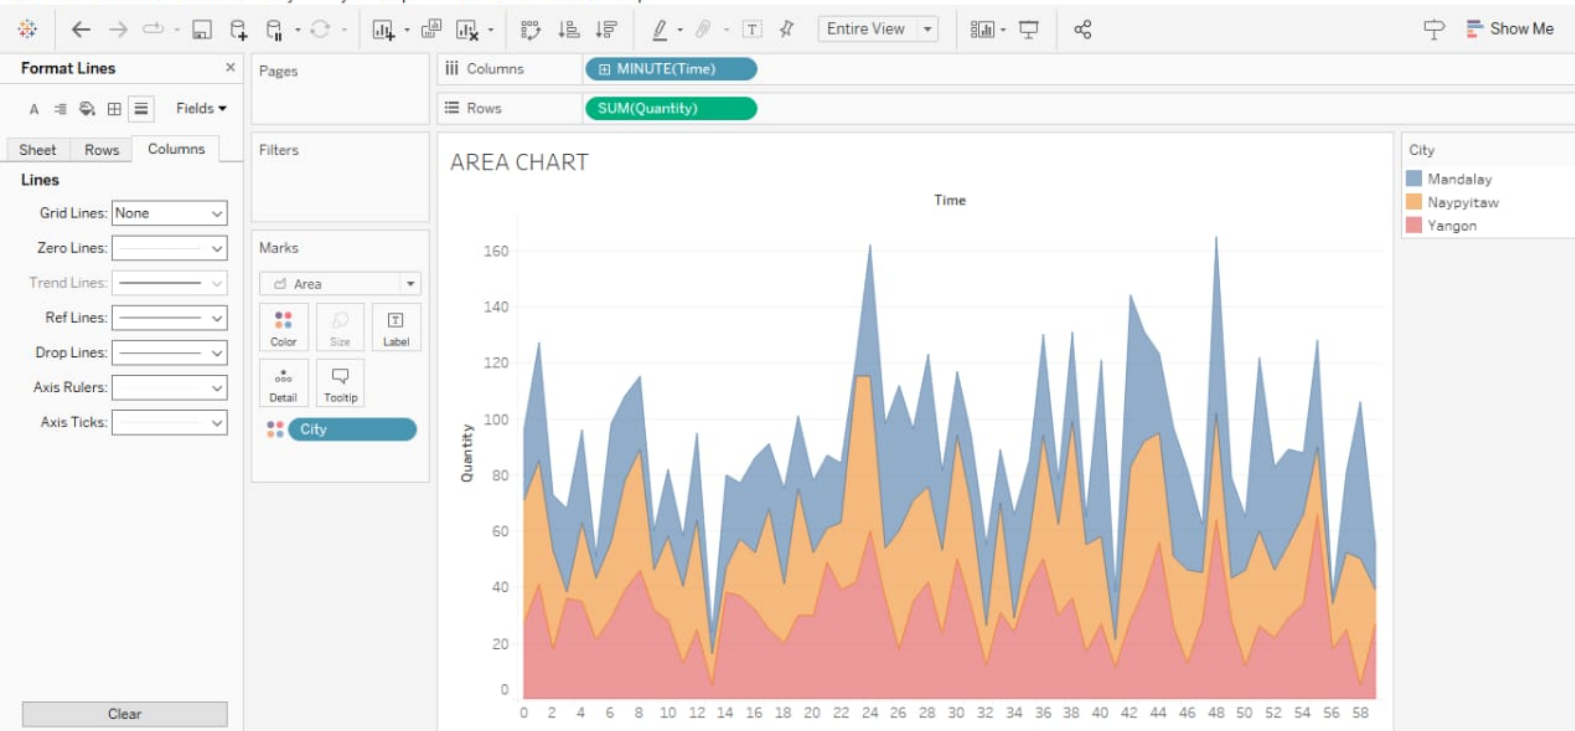 Entire View
Show Me
Format Lines
Fields
Sheet Rows Columns
Lines
Grid Lines: None
Zero Lines:
Trend Lines:
Ref Lines:
Drop Lines:
Axis Rulers:
Axis Ticks:
Clear
Pages
Filters
Marks
Area
Color Size Label
Detail Tooltip
City
Columns MINUTE(Time)
Rows SUM(Quantity)
AREA CHART
Time
Quantity
160
140
120
100
80
60
40
20
0
0 2 4 6 8 10 12 14 16 18 20 22 24 26 28 30 32 34 36 38 40 42 44 46 48 50 52 54 56 58
City
Mandalay
Naypyitaw
Yangon